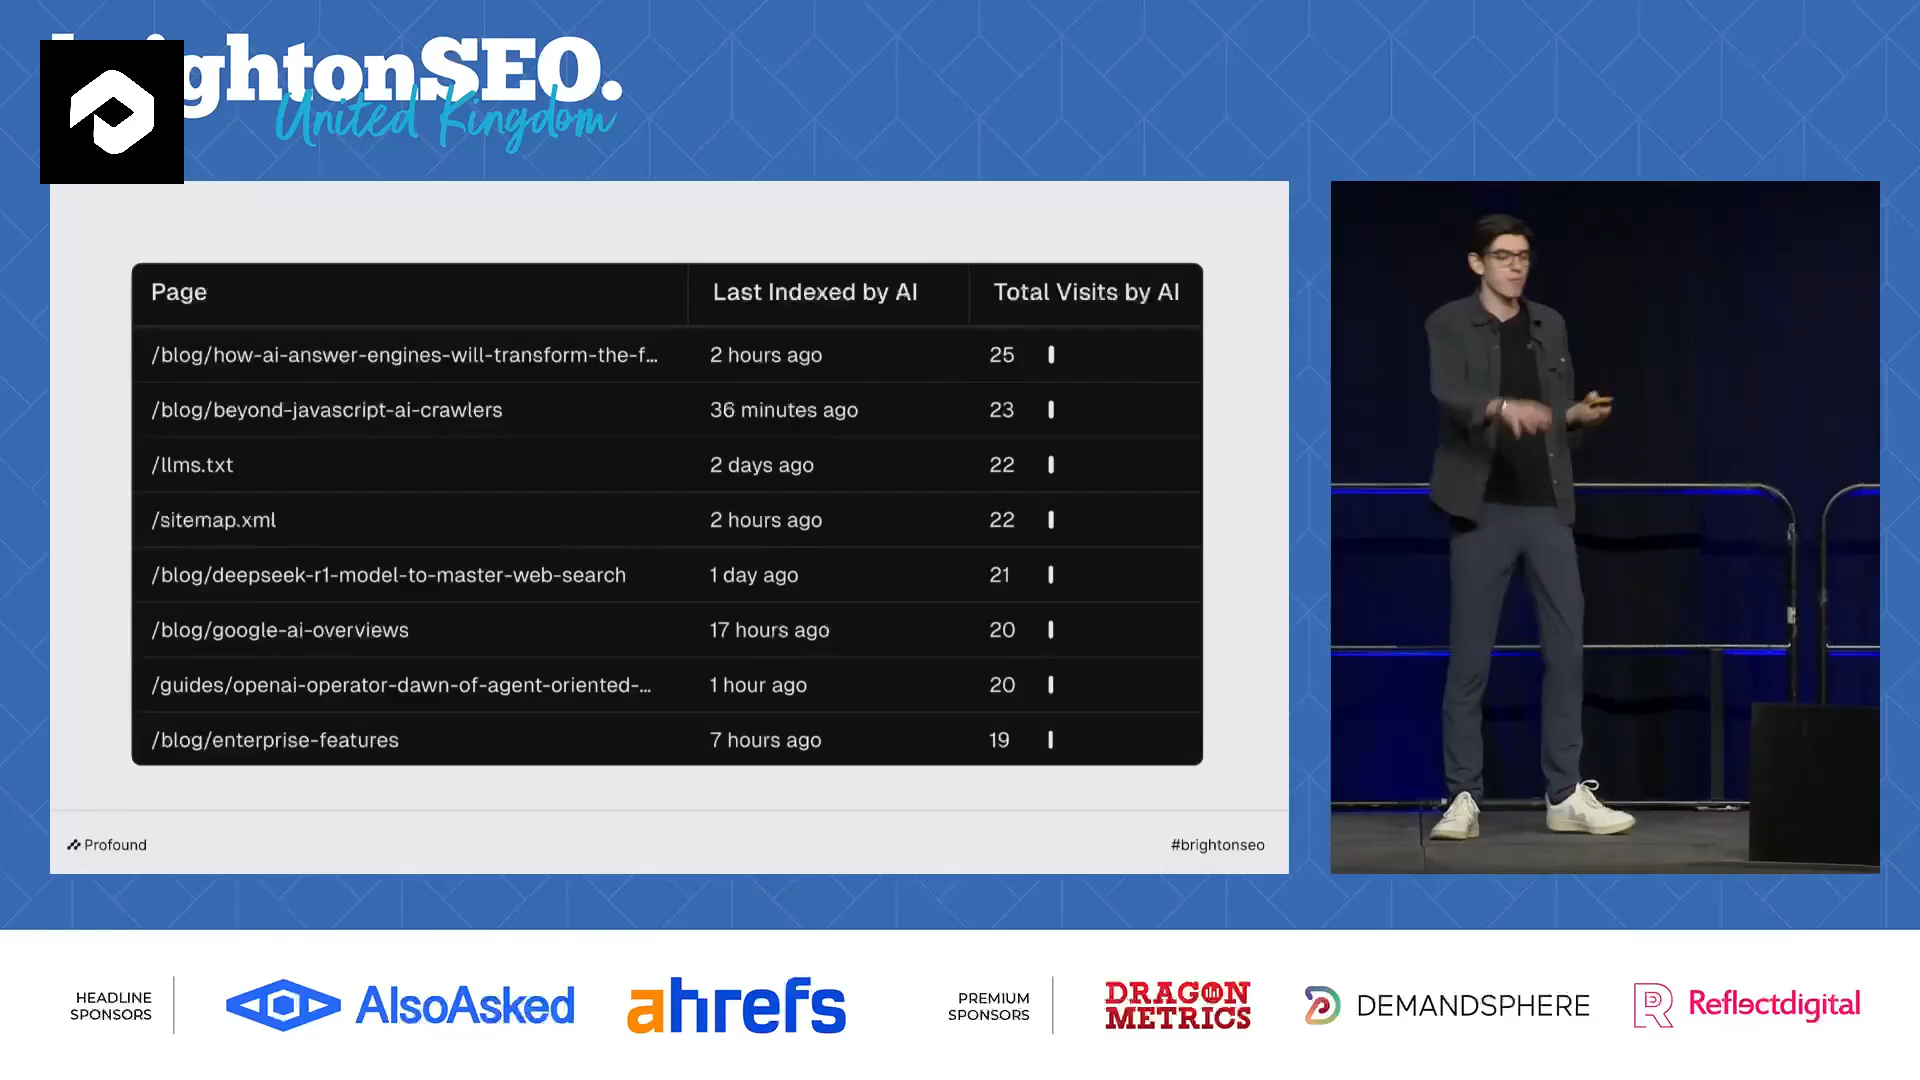 ightonSEO.
United Kingdom
Page Last Indexed by AI Total Visits by AI
/blog/how-ai-answer-engines-will-transform-the-f... 2 hours ago 25
/blog/beyond-javascript-ai-crawlers 36 minutes ago 23
/llms.txt 2 days ago 22
/sitemap.xml 2 hours ago 22
/blog/deepseek-r1-model-to-master-web-search 1 day ago 21
/blog/google-ai-overviews 17 hours ago 20
/guides/openai-operator-dawn-of-agent-oriented-... 1 hour ago 20
/blog/enterprise-features 7 hours ago 19
Profound
#brightonseo
HEADLINE
SPONSORS
AlsoAsked
ahrefs
PREMIUM
SPONSORS
DRAGON
METRICS
DEMANDSPHERE
Reflectdigital